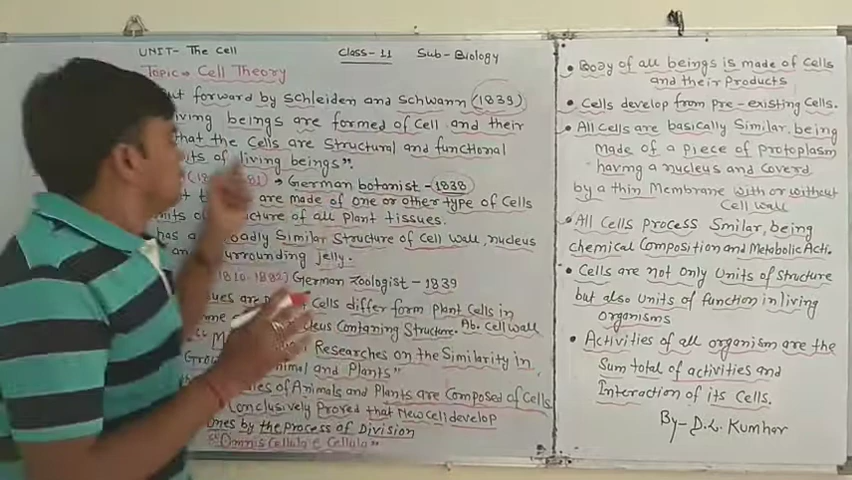 UNIT- The Cell
Class-11 Sub-Biology
Topic → Cell Theory
Put forward by Schleiden and Schwann (1839)
living beings are formed of Cell and their
that the Cells are Structural and functional
of living beings".
→ German botanist - 1838
are made of one or other type of Cells
of all Plant tissues.
has a broadly Similar Structure of cell wall, nucleus
and surrounding jelly.
1810-1882) German Zoologist - 1839
Cells differ form Plant Cells in
nucleus Contaning Structure. Ab. Cell wall
Researches on the Similarity in
Animal and Plants"
of Animals and Plants are Composed of Cells
Conclusively Proved that New Cell develop
by the process of Division
"Omnis Cellula e Cellula"
• Body of all beings is made of Cells
and their Products
• Cells develop from Pre-existing Cells.
• All Cells are basically Similar. being
made of a piece of Protoplasm
having a nucleus and Coverd
by a thin Membrane with or without
Cell wall
• All Cells Process Smilar, being
chemical Composition and Metabolic Acti.
• Cells are not only Units of Structure
but also Units of function in living
organisms
• Activities of all organism are the
Sum total of activities and
Interaction of its Cells.
By- D.L. Kumhar